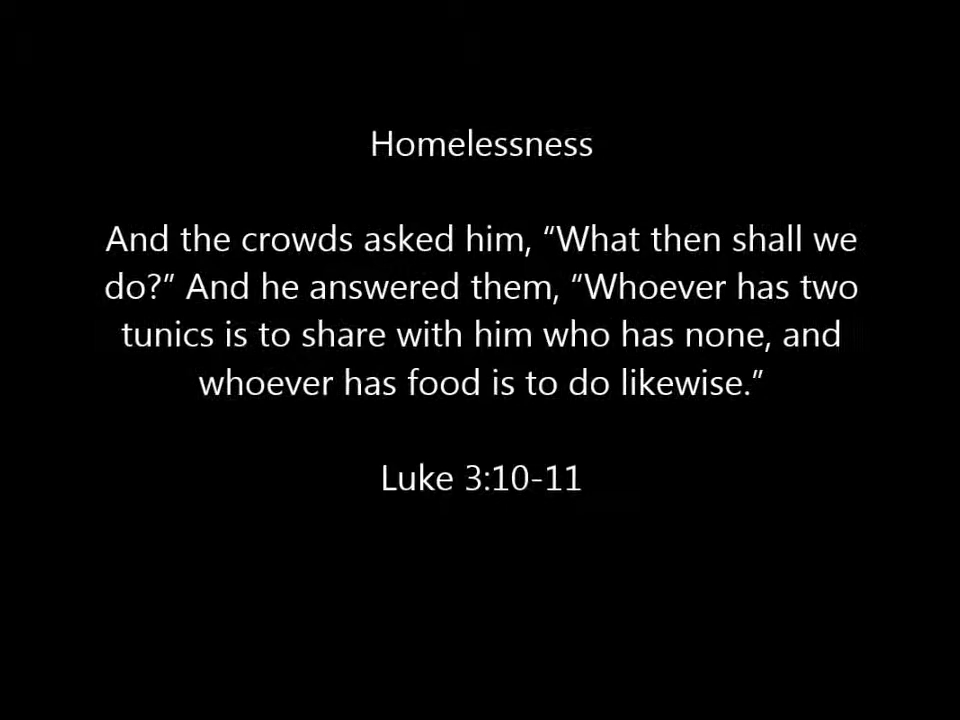 Homelessness
And the crowds asked him, “What then shall we
do?” And he answered them, “Whoever has two
tunics is to share with him who has none, and
whoever has food is to do likewise.”
Luke 3:10-11